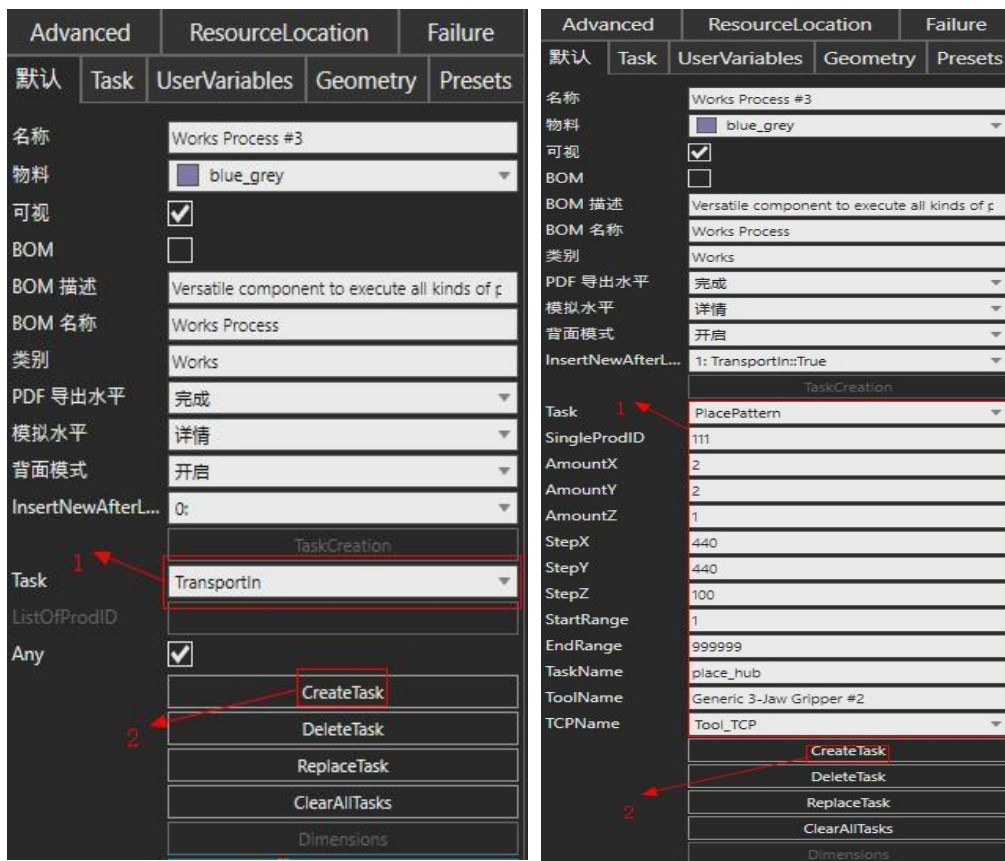 Advanced ResourceLocation Failure
默认 Task UserVariables Geometry Presets
名称 Works Process #3
物料 blue_grey
可视
BOM
BOM 描述 Versatile component to execute all kinds of p
BOM 名称 Works Process
类别 Works
PDF 导出水平 完成
模拟水平 详情
背面模式 开启
InsertNewAfterL... 0:
TaskCreation
1
Task TransportIn
ListOfProdID
Any
CreateTask
2
DeleteTask
ReplaceTask
ClearAllTasks
Dimensions
Advanced ResourceLocation Failure
默认 Task UserVariables Geometry Presets
名称 Works Process #3
物料 blue_grey
可视
BOM
BOM 描述 Versatile component to execute all kinds of p
BOM 名称 Works Process
类别 Works
PDF 导出水平 完成
模拟水平 详情
背面模式 开启
InsertNewAfterL... 1: TransportIn::True
TaskCreation
Task 1 PlacePattern
SingleProdID 111
AmountX 2
AmountY 2
AmountZ 1
StepX 440
StepY 440
StepZ 100
StartRange 1
EndRange 999999
TaskName place_hub
ToolName Generic 3-Jaw Gripper #2
TCPName Tool_TCP
CreateTask
DeleteTask
2 ReplaceTask
ClearAllTasks
Dimensions